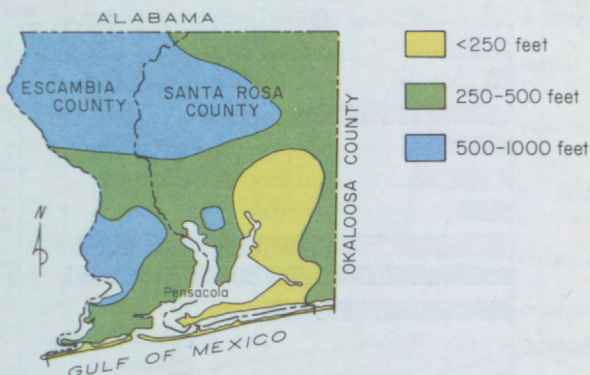 ALABAMA
<250 feet
250-500 feet
500-1000 feet
ESCAMBIA
COUNTY
SANTA ROSA
COUNTY
OKALOOSA COUNTY
N
Pensacola
GULF OF MEXICO